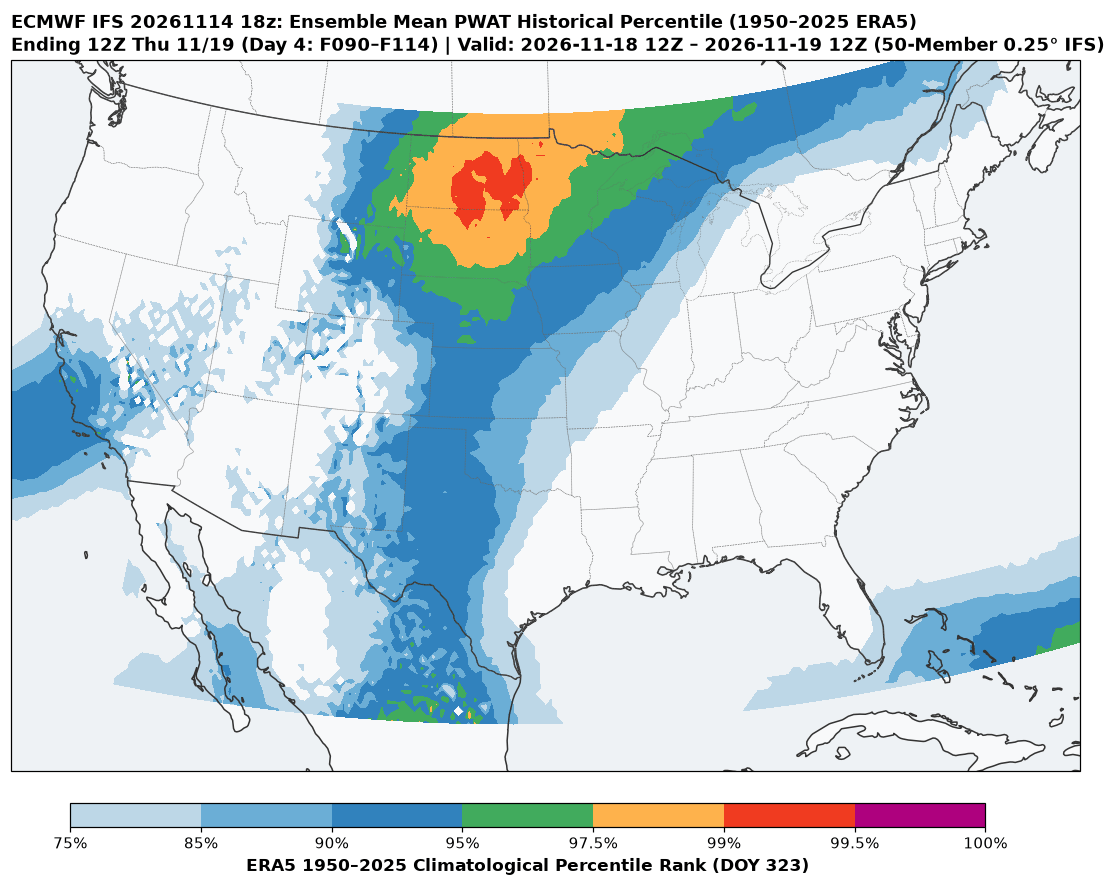 ECMWF IFS 20261114 18z: Ensemble Mean PWAT Historical Percentile (1950–2025 ERA5)
Ending 12Z Thu 11/19 (Day 4: F090–F114) | Valid: 2026-11-18 12Z – 2026-11-19 12Z (50-Member 0.25° IFS)
75% 85% 90% 95% 97.5% 99% 99.5% 100%
ERA5 1950–2025 Climatological Percentile Rank (DOY 323)